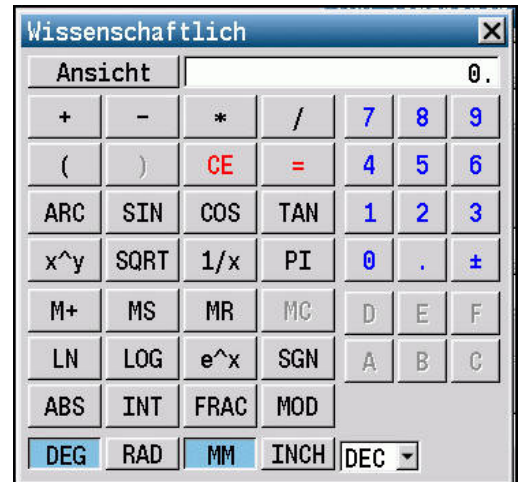 Wissenschaftlich
Ansicht 0.
+ - * / 7 8 9
( ) CE = 4 5 6
ARC SIN COS TAN 1 2 3
x^y SQRT 1/x PI 0 . ±
M+ MS MR MC D E F
LN LOG e^x SGN A B C
ABS INT FRAC MOD
DEG RAD MM INCH DEC